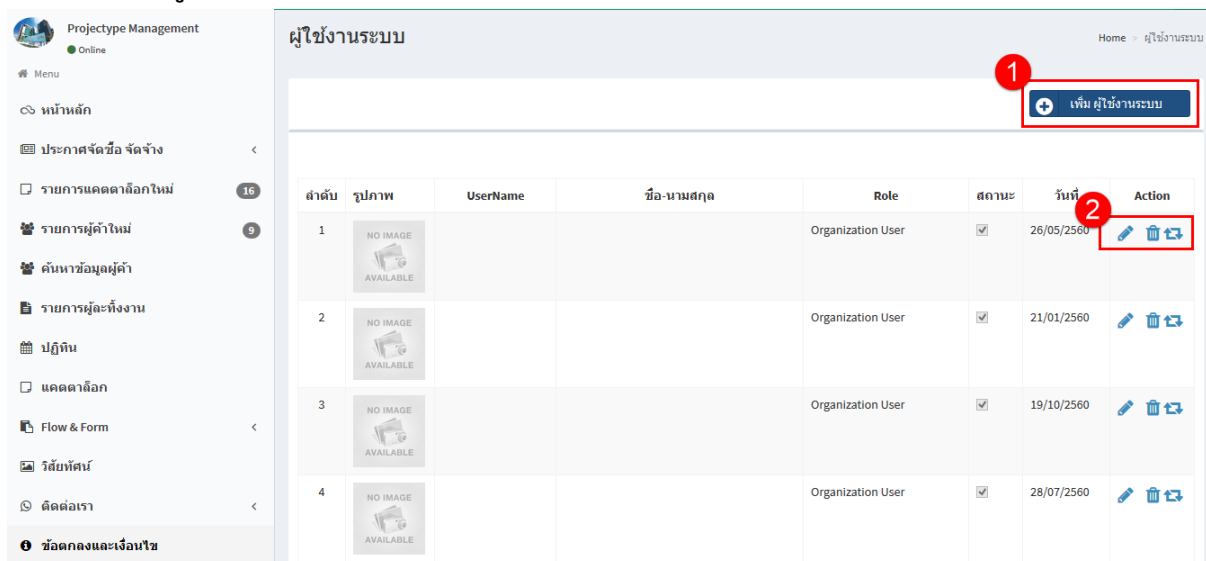 Projectype Management
Online
Menu
หน้าหลัก
ประกาศจัดซื้อ จัดจ้าง
รายการแคตตาล็อกใหม่ 16
รายการผู้ค้าใหม่ 9
ค้นหาข้อมูลผู้ค้า
รายการผู้ละทิ้งงาน
ปฏิทิน
แคตตาล็อก
Flow & Form
วิสัยทัศน์
ติดต่อเรา
ข้อตกลงและเงื่อนไข
ผู้ใช้งานระบบ
Home > ผู้ใช้งานระบบ
1
เพิ่ม ผู้ใช้งานระบบ
ลำดับ รูปภาพ UserName ชื่อ-นามสกุล Role สถานะ วันที่ Action
2
1 NO IMAGE AVAILABLE Organization User 26/05/2560
2 NO IMAGE AVAILABLE Organization User 21/01/2560
3 NO IMAGE AVAILABLE Organization User 19/10/2560
4 NO IMAGE AVAILABLE Organization User 28/07/2560